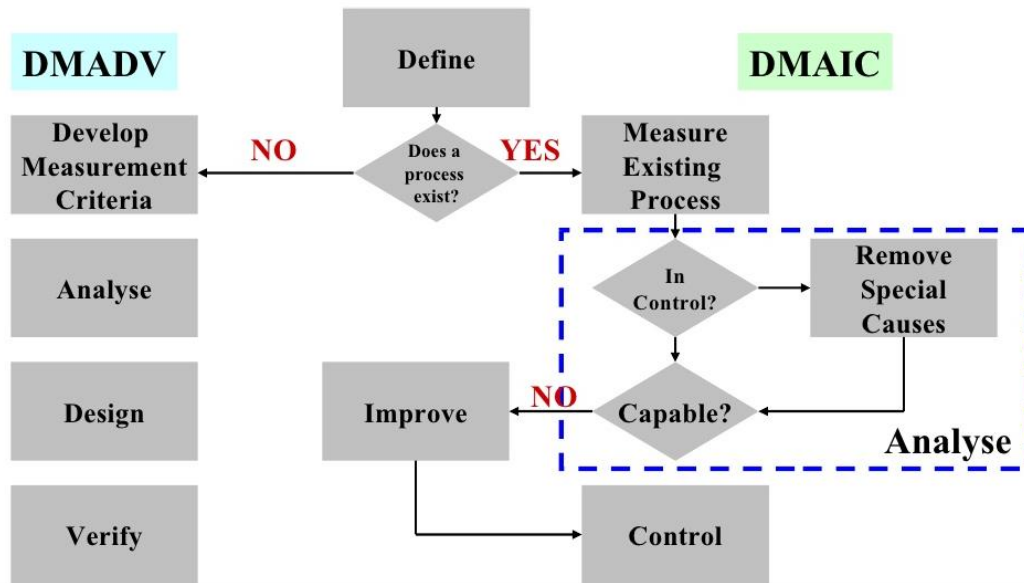 DMADV
Define
DMAIC
Develop
Measurement
Criteria
NO
Does a
process
exist?
YES
Measure
Existing
Process
Analyse
In
Control?
Remove
Special
Causes
Design
Improve
NO
Capable?
Analyse
Verify
Control